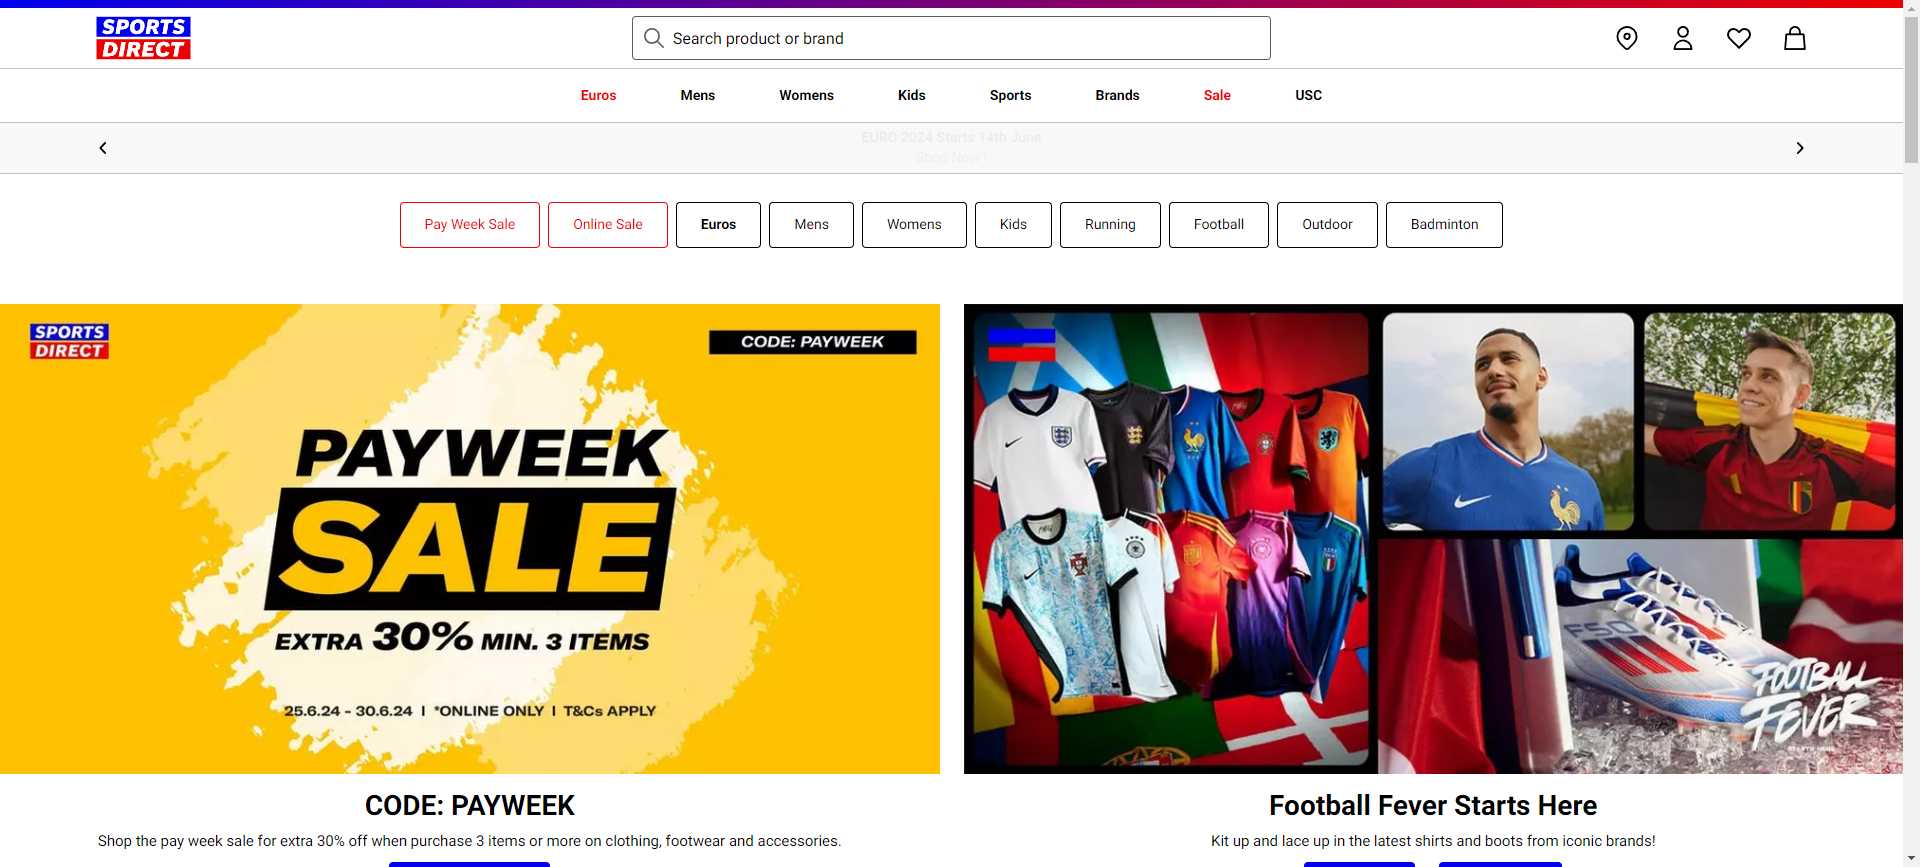 SPORTS
DIRECT
Search product or brand
Euros Mens Womens Kids Sports Brands Sale USC
EURO 2024 Starts 14th June
Shop Now!
Pay Week Sale Online Sale Euros Mens Womens Kids Running Football Outdoor Badminton
SPORTS
DIRECT
CODE: PAYWEEK
PAYWEEK
SALE
EXTRA 30% MIN. 3 ITEMS
25.6.24 - 30.6.24 I *ONLINE ONLY I T&Cs APPLY
F50
FOOTBALL
FEVER
STARTS HERE
CODE: PAYWEEK
Shop the pay week sale for extra 30% off when purchase 3 items or more on clothing, footwear and accessories.
Football Fever Starts Here
Kit up and lace up in the latest shirts and boots from iconic brands!